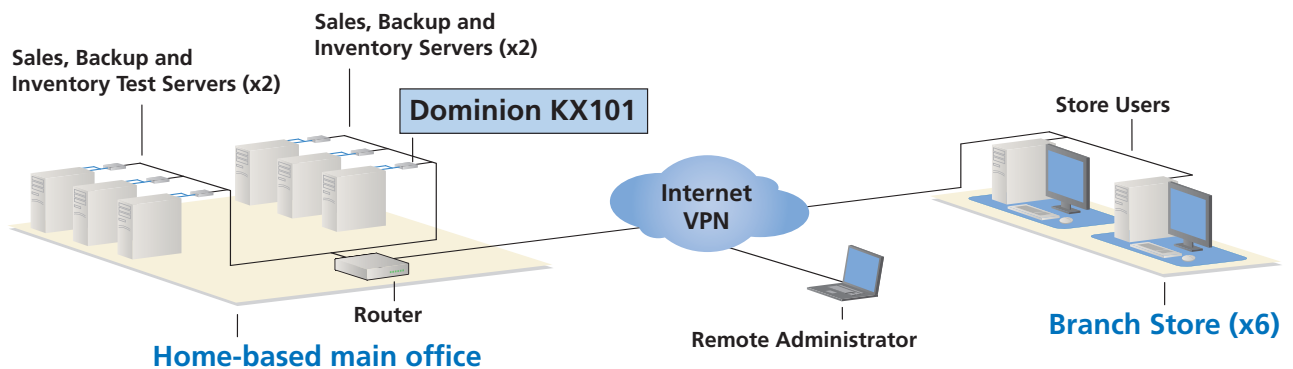 Sales, Backup and
Inventory Servers (x2)
Sales, Backup and
Inventory Test Servers (x2)
Dominion KX101
Store Users
Internet
VPN
Router
Remote Administrator
Branch Store (x6)
Home-based main office